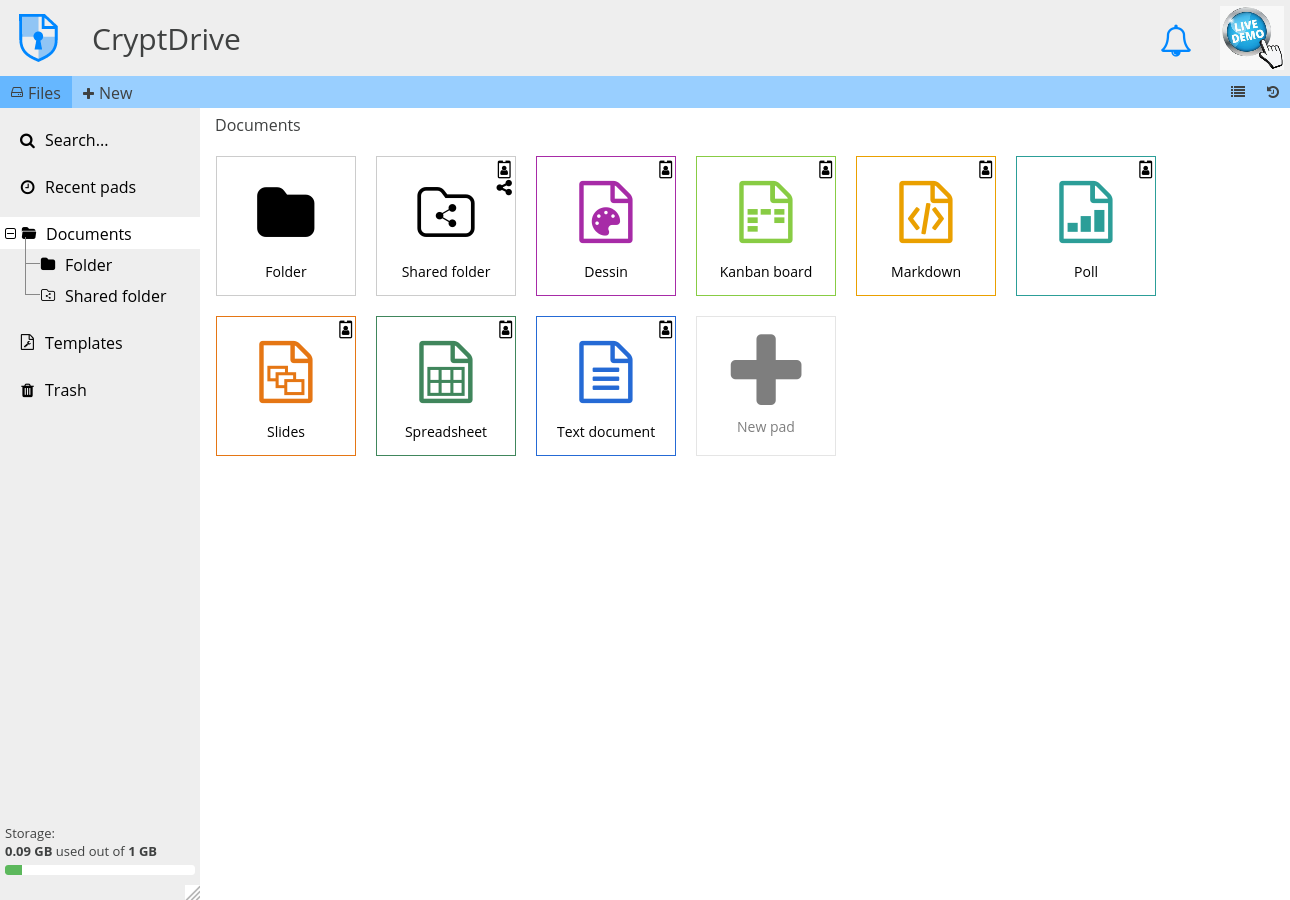 CryptDrive
LIVE
DEMO
Files
New
Search...
Recent pads
Documents
Folder
Shared folder
Templates
Trash
Documents
Folder
Shared folder
Dessin
Kanban board
Markdown
Poll
Slides
Spreadsheet
Text document
New pad
Storage:
0.09 GB used out of 1 GB